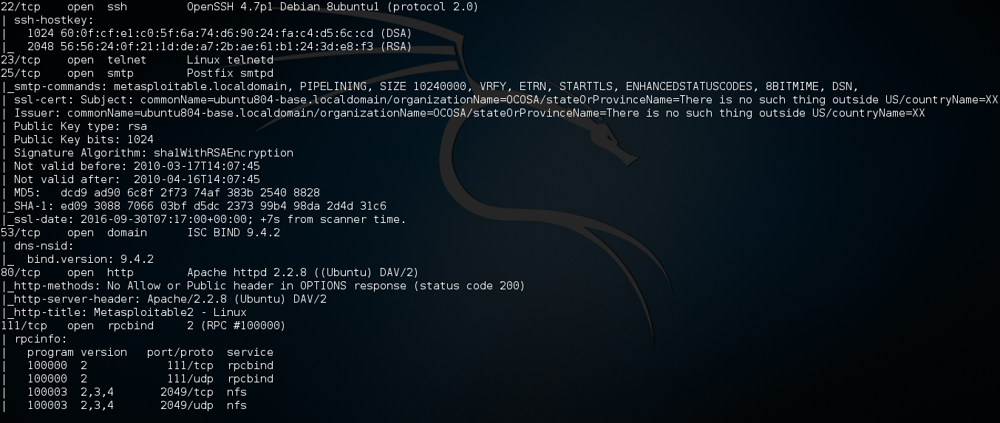 22/tcp    open  ssh         OpenSSH 4.7p1 Debian 8ubuntu1 (protocol 2.0)
| ssh-hostkey:
|   1024 60:0f:cf:e1:c0:5f:6a:74:d6:90:24:fa:c4:d5:6c:cd (DSA)
|_  2048 56:56:24:0f:21:1d:de:a7:2b:ae:61:b1:24:3d:e8:f3 (RSA)
23/tcp    open  telnet      Linux telnetd
25/tcp    open  smtp        Postfix smtpd
|_smtp-commands: metasploitable.localdomain, PIPELINING, SIZE 10240000, VRFY, ETRN, STARTTLS, ENHANCEDSTATUSCODES, 8BITMIME, DSN,
| ssl-cert: Subject: commonName=ubuntu804-base.localdomain/organizationName=OCOSA/stateOrProvinceName=There is no such thing outside US/countryName=XX
| Issuer: commonName=ubuntu804-base.localdomain/organizationName=OCOSA/stateOrProvinceName=There is no such thing outside US/countryName=XX
| Public Key type: rsa
| Public Key bits: 1024
| Signature Algorithm: sha1WithRSAEncryption
| Not valid before: 2010-03-17T14:07:45
| Not valid after:  2010-04-16T14:07:45
| MD5:   dcd9 ad90 6c8f 2f73 74af 383b 2540 8828
|_SHA-1: ed09 3088 7066 03bf d5dc 2373 99b4 98da 2d4d 31c6
|_ssl-date: 2016-09-30T07:17:00+00:00; +7s from scanner time.
53/tcp    open  domain      ISC BIND 9.4.2
| dns-nsid:
|_  bind.version: 9.4.2
80/tcp    open  http        Apache httpd 2.2.8 ((Ubuntu) DAV/2)
|_http-methods: No Allow or Public header in OPTIONS response (status code 200)
|_http-server-header: Apache/2.2.8 (Ubuntu) DAV/2
|_http-title: Metasploitable2 - Linux
111/tcp   open  rpcbind     2 (RPC #100000)
| rpcinfo:
|   program version   port/proto  service
|   100000  2            111/tcp  rpcbind
|   100000  2            111/udp  rpcbind
|   100003  2,3,4       2049/tcp  nfs
|   100003  2,3,4       2049/udp  nfs